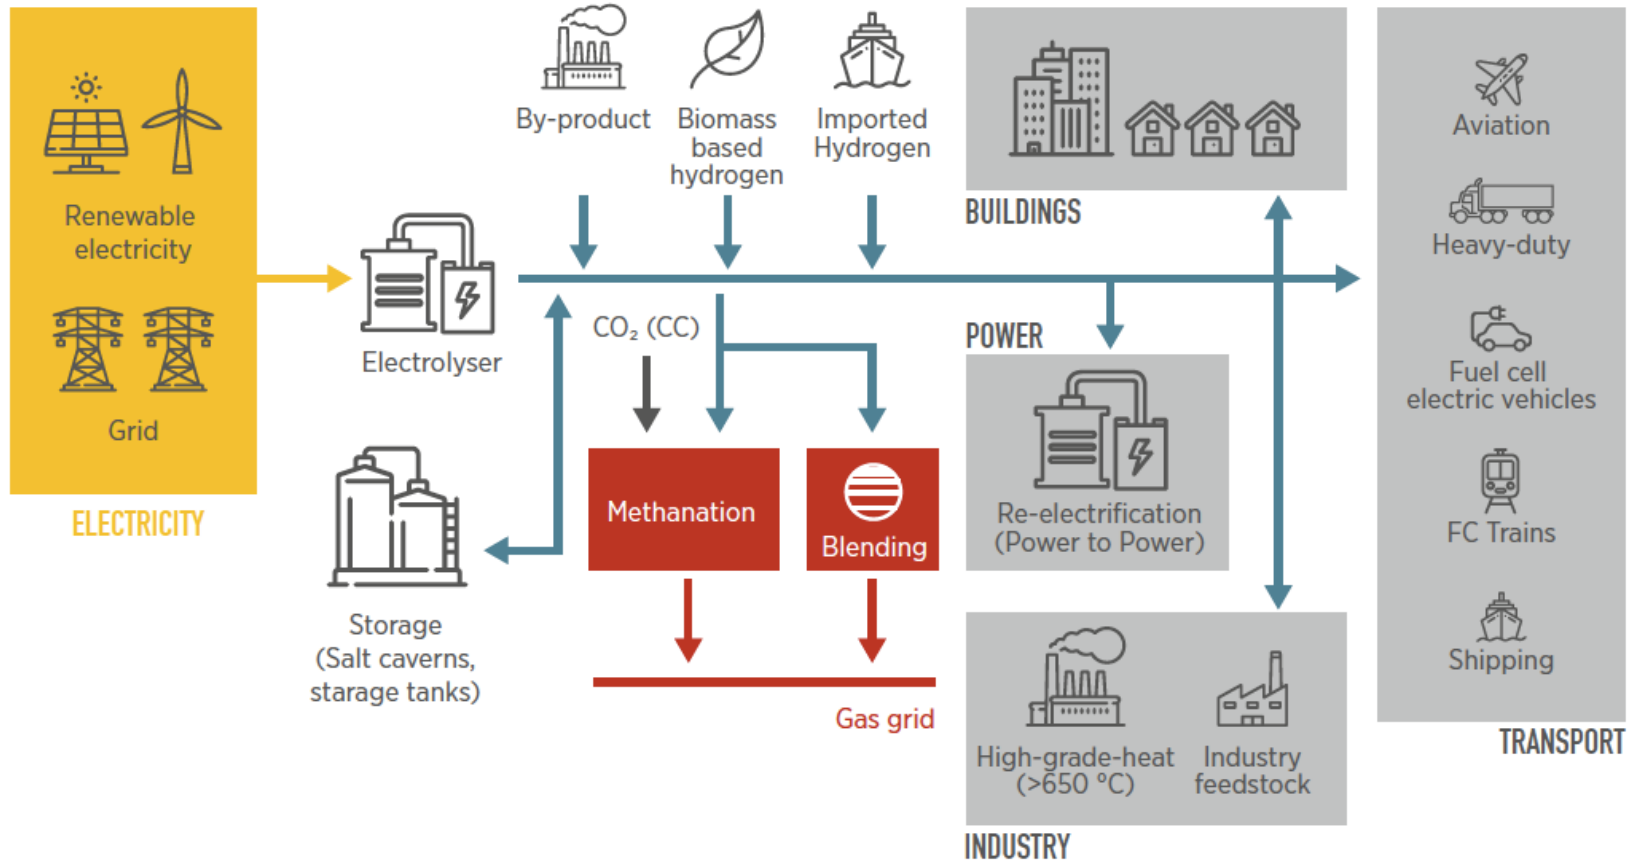 Renewable
electricity
Grid
ELECTRICITY
Electrolyser
Storage
(Salt caverns,
starage tanks)
By-product
Biomass
based
hydrogen
Imported
Hydrogen
CO₂ (CC)
Methanation
Blending
Gas grid
BUILDINGS
POWER
Re-electrification
(Power to Power)
High-grade-heat
(>650 °C)
Industry
feedstock
INDUSTRY
Aviation
Heavy-duty
Fuel cell
electric vehicles
FC Trains
Shipping
TRANSPORT